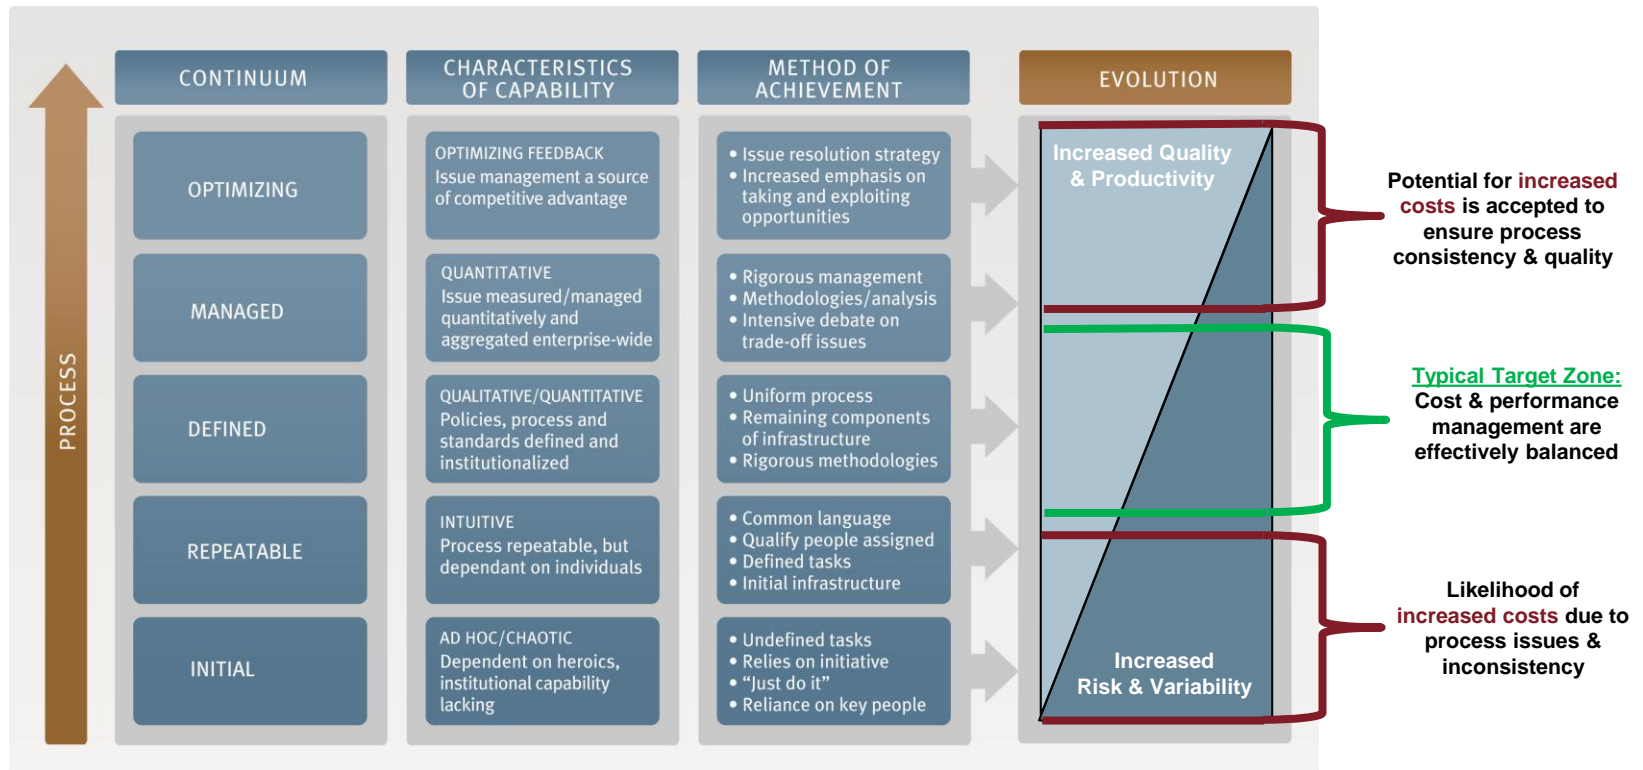 CONTINUUM
CHARACTERISTICS
OF CAPABILITY
METHOD OF
ACHIEVEMENT
EVOLUTION
PROCESS
OPTIMIZING
OPTIMIZING FEEDBACK
Issue management a source
of competitive advantage
• Issue resolution strategy
• Increased emphasis on
taking and exploiting
opportunities
Increased Quality
& Productivity
Potential for increased
costs is accepted to
ensure process
consistency & quality
MANAGED
QUANTITATIVE
Issue measured/managed
quantitatively and
aggregated enterprise-wide
• Rigorous management
• Methodologies/analysis
• Intensive debate on
trade-off issues
DEFINED
QUALITATIVE/QUANTITATIVE
Policies, process and
standards defined and
institutionalized
• Uniform process
• Remaining components
of infrastructure
• Rigorous methodologies
Typical Target Zone:
Cost & performance
management are
effectively balanced
REPEATABLE
INTUITIVE
Process repeatable, but
dependant on individuals
• Common language
• Qualify people assigned
• Defined tasks
• Initial infrastructure
INITIAL
AD HOC/CHAOTIC
Dependent on heroics,
institutional capability
lacking
• Undefined tasks
• Relies on initiative
• “Just do it”
• Reliance on key people
Increased
Risk & Variability
Likelihood of
increased costs due to
process issues &
inconsistency